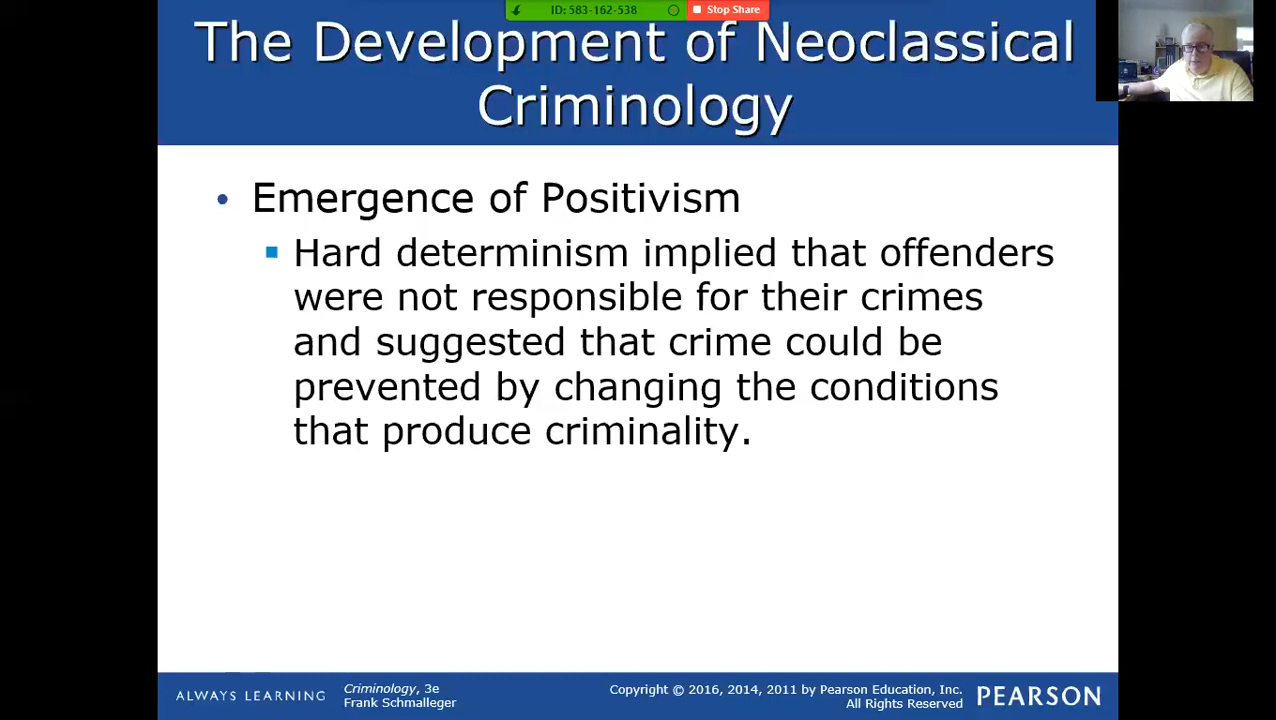 ID: 583-162-538
Stop Share
The Development of Neoclassical
Criminology
• Emergence of Positivism
▪ Hard determinism implied that offenders
were not responsible for their crimes
and suggested that crime could be
prevented by changing the conditions
that produce criminality.
ALWAYS LEARNING
Criminology, 3e
Frank Schmalleger
Copyright © 2016, 2014, 2011 by Pearson Education, Inc.
All Rights Reserved
PEARSON